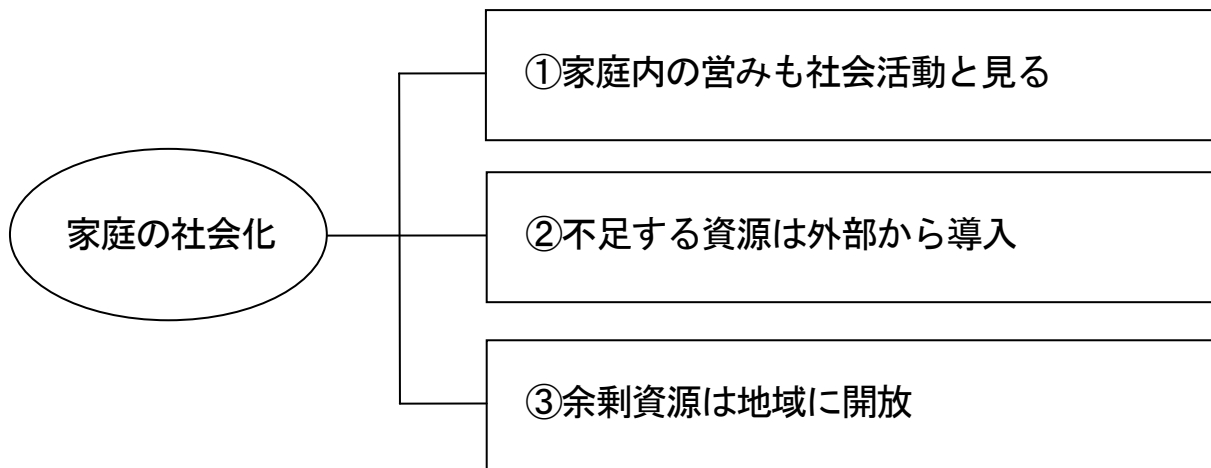 家庭の社会化
①家庭内の営みも社会活動と見る
②不足する資源は外部から導入
③余剰資源は地域に開放